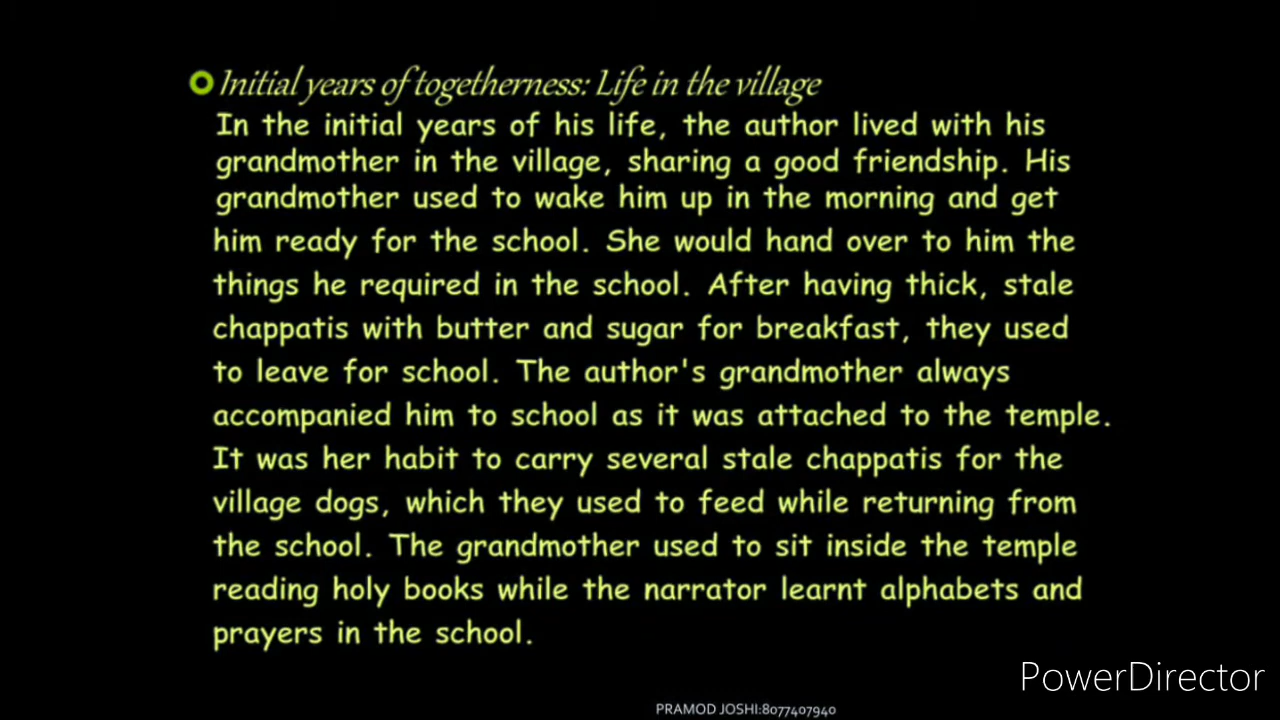 Initial years of togetherness: Life in the village
In the initial years of his life, the author lived with his
grandmother in the village, sharing a good friendship. His
grandmother used to wake him up in the morning and get
him ready for the school. She would hand over to him the
things he required in the school. After having thick, stale
chappatis with butter and sugar for breakfast, they used
to leave for school. The author's grandmother always
accompanied him to school as it was attached to the temple.
It was her habit to carry several stale chappatis for the
village dogs, which they used to feed while returning from
the school. The grandmother used to sit inside the temple
reading holy books while the narrator learnt alphabets and
prayers in the school.
PowerDirector
PRAMOD JOSHI:8077407940